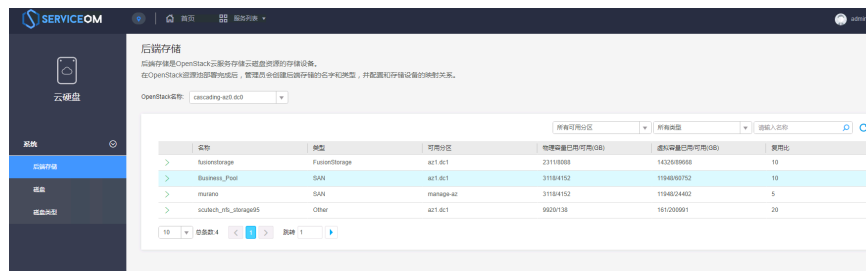 SERVICEOM 首页 服务列表 admin
云硬盘
系统
后端存储
磁盘
磁盘类型
后端存储
后端存储是OpenStack云服务存储云磁盘资源的存储设备。
在OpenStack资源池部署完成后，管理员会创建后端存储的名字和类型，并配置和存储设备的映射关系。
OpenStack名称: cascading-az0.dc0
所有可用分区 所有类型 请输入名称
名称 类型 可用分区 物理容量已用/可用(GB) 虚拟容量已用/可用(GB) 复用比
fusionstorage FusionStorage az1.dc1 2311/8088 14326/89668 10
Business_Pool SAN az1.dc1 3118/4152 11948/60752 10
murano SAN manage-az 3118/4152 11948/24402 5
scutech_nfs_storage95 Other az1.dc1 9920/138 161/200991 20
10 总条数:4 1 跳转 1